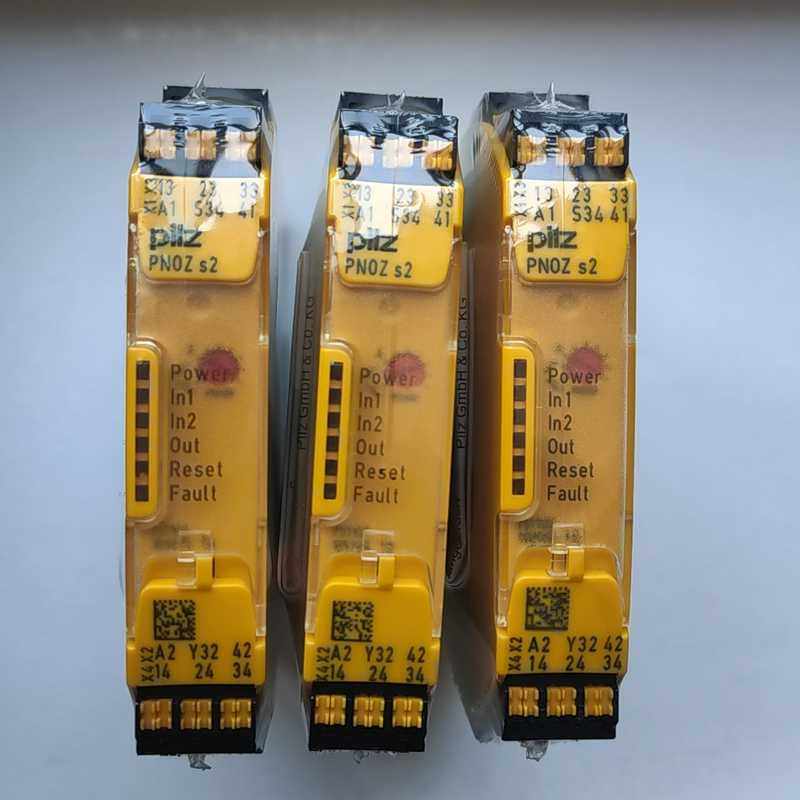 X3 13 23 33
X1 A1 S34 41
pilz
PNOZ s2
Power
In1
In2
Out
Reset
Fault
X2 A2 Y32 42
X4 14 24 34
X3 13 23 33
X1 A1 S34 41
pilz
PNOZ s2
Power
In1
In2
Out
Reset
Fault
X2 A2 Y32 42
X4 14 24 34
X3 13 23 33
X1 A1 S34 41
pilz
PNOZ s2
Power
In1
In2
Out
Reset
Fault
X2 A2 Y32 42
X4 14 24 34
Pilz GmbH & Co. KG
Pilz GmbH & Co. KG